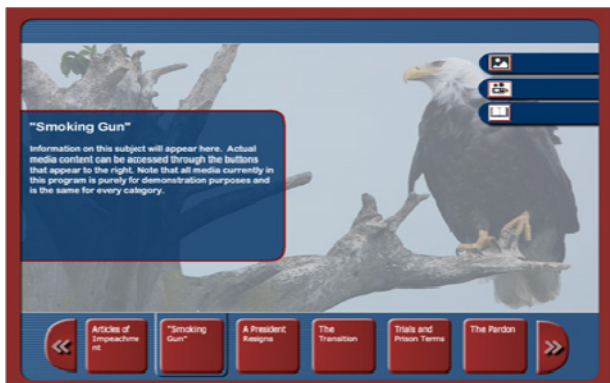 "Smoking Gun"
Information on this subject will appear here. Actual
media content can be accessed through the buttons
that appear to the right. Note that all media currently in
this program is purely for demonstration purposes and
is the same for every category.
Articles of
Impeachme
nt
"Smoking
Gun"
A President
Resigns
The
Transition
Trials and
Prison Terms
The Pardon